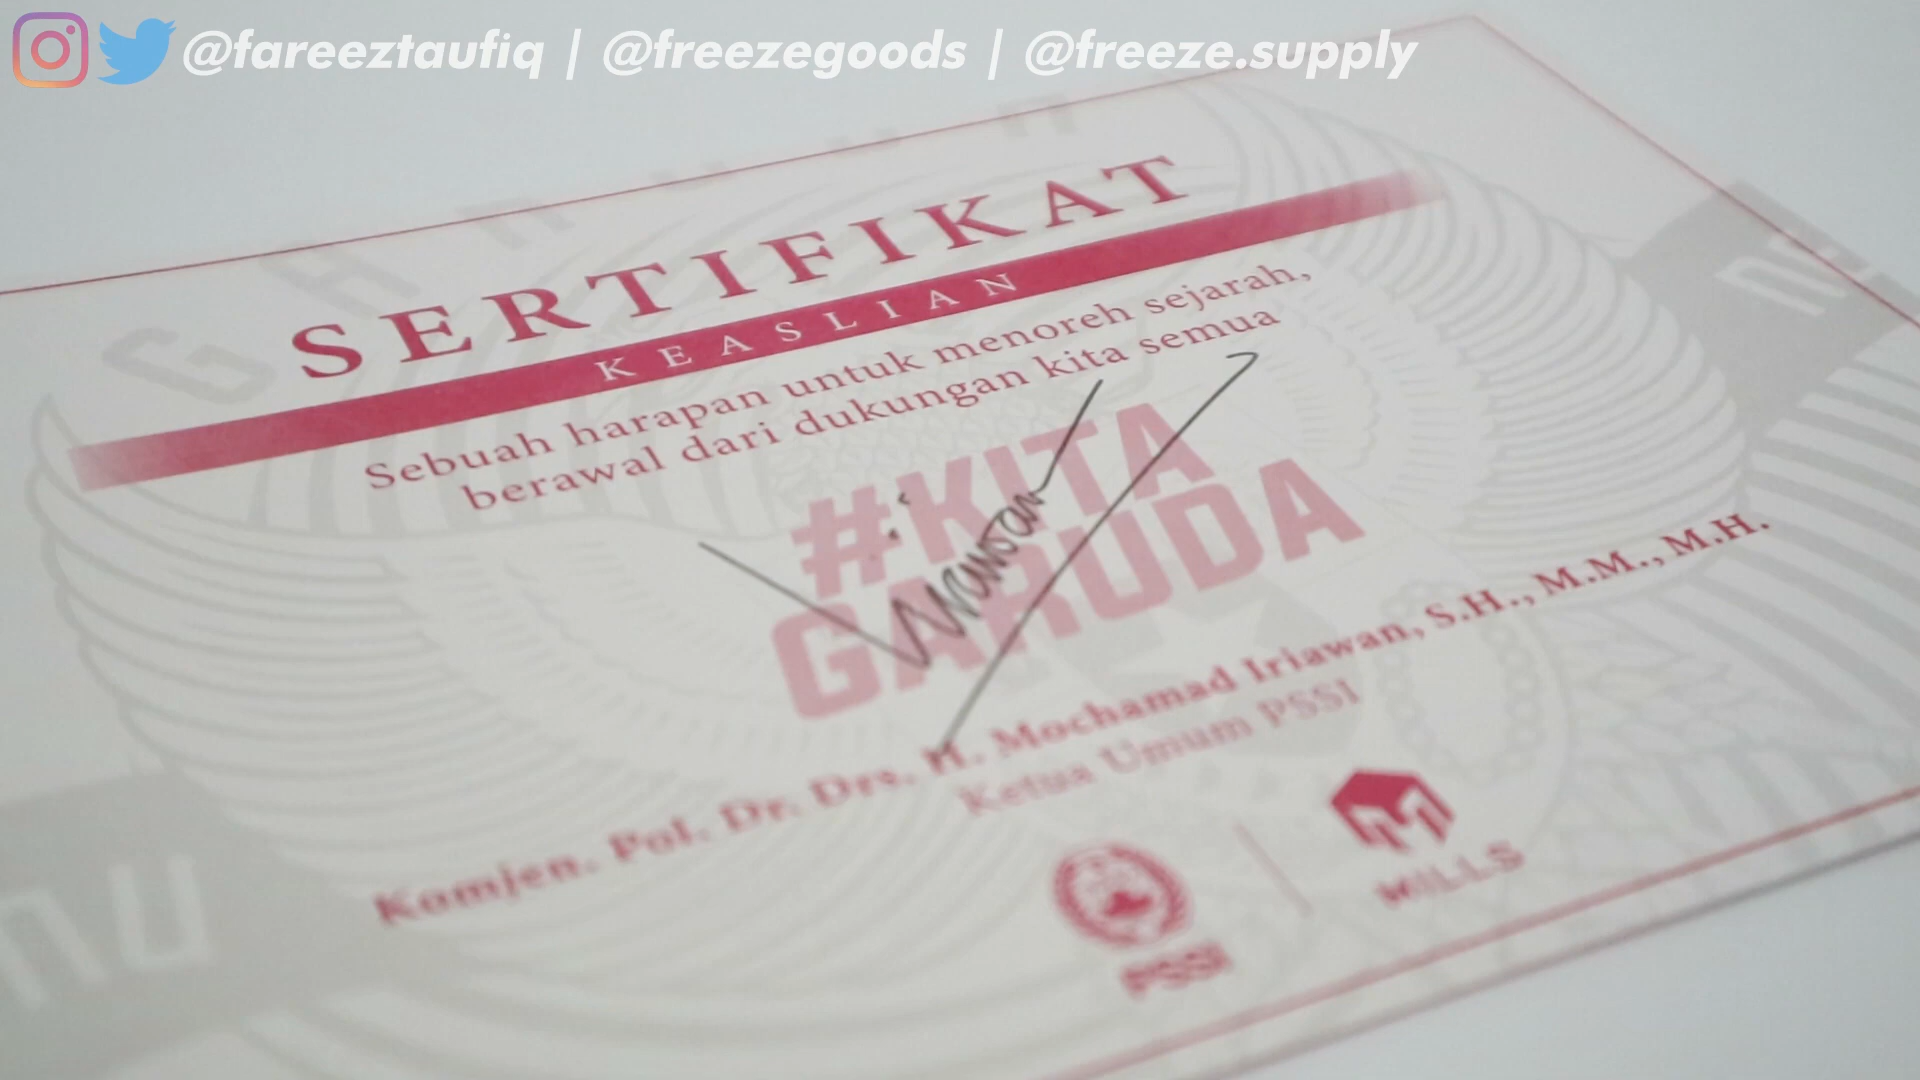 @fareeztaufiq | @freezegoods | @freeze.supply
SERTIFIKAT
KEASLIAN
Sebuah harapan untuk menoreh sejarah,
berawal dari dukungan kita semua
#KITA
GARUDA
Komjen. Pol. Dr. Drs. H. Mochamad Iriawan, S.H., M.M., M.H.
Ketua Umum PSSI
PSSI
MILLS